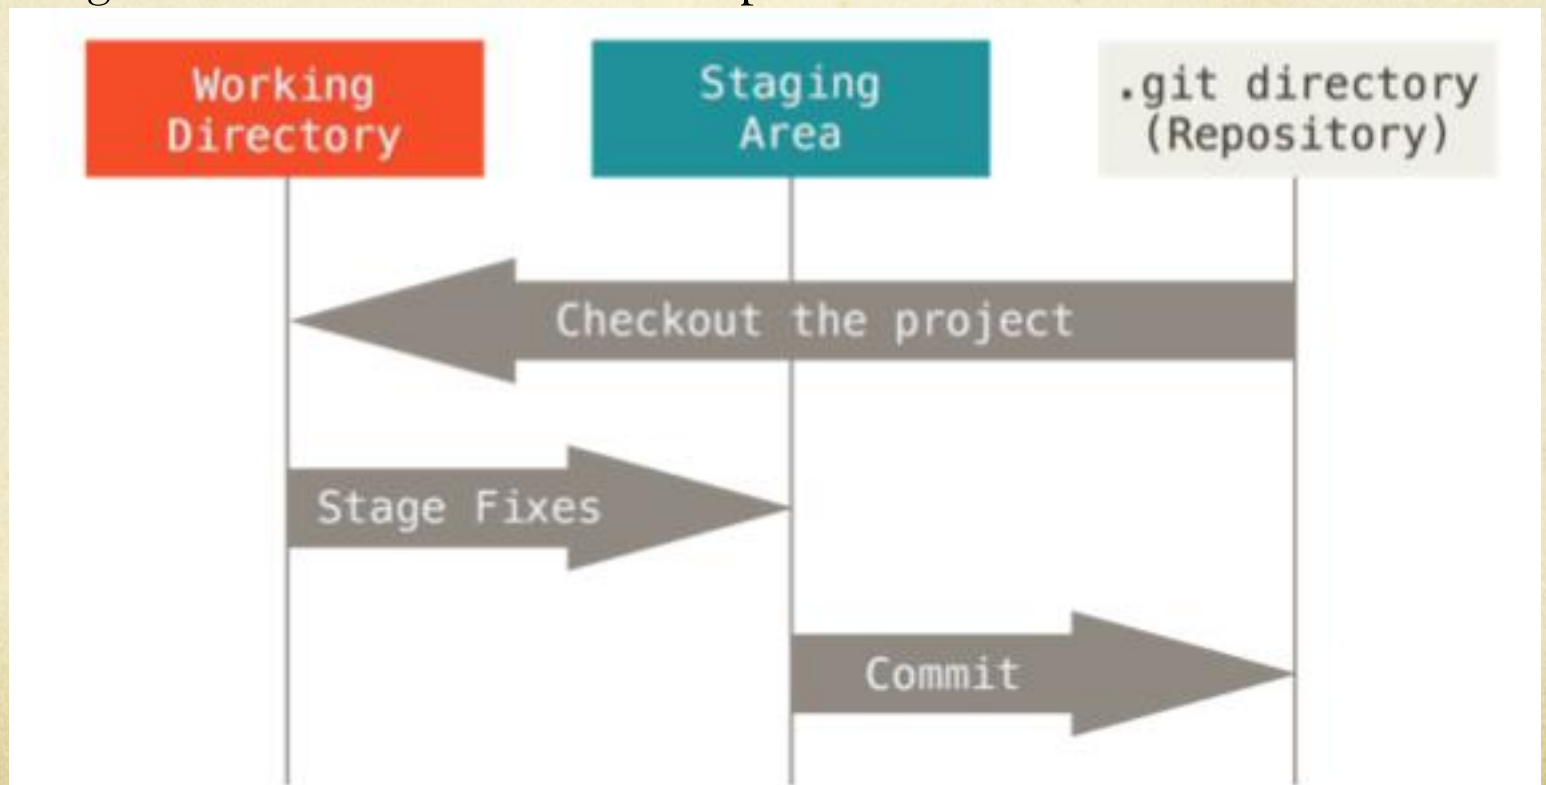 Working
Directory
Staging
Area
.git directory
(Repository)
Checkout the project
Stage Fixes
Commit